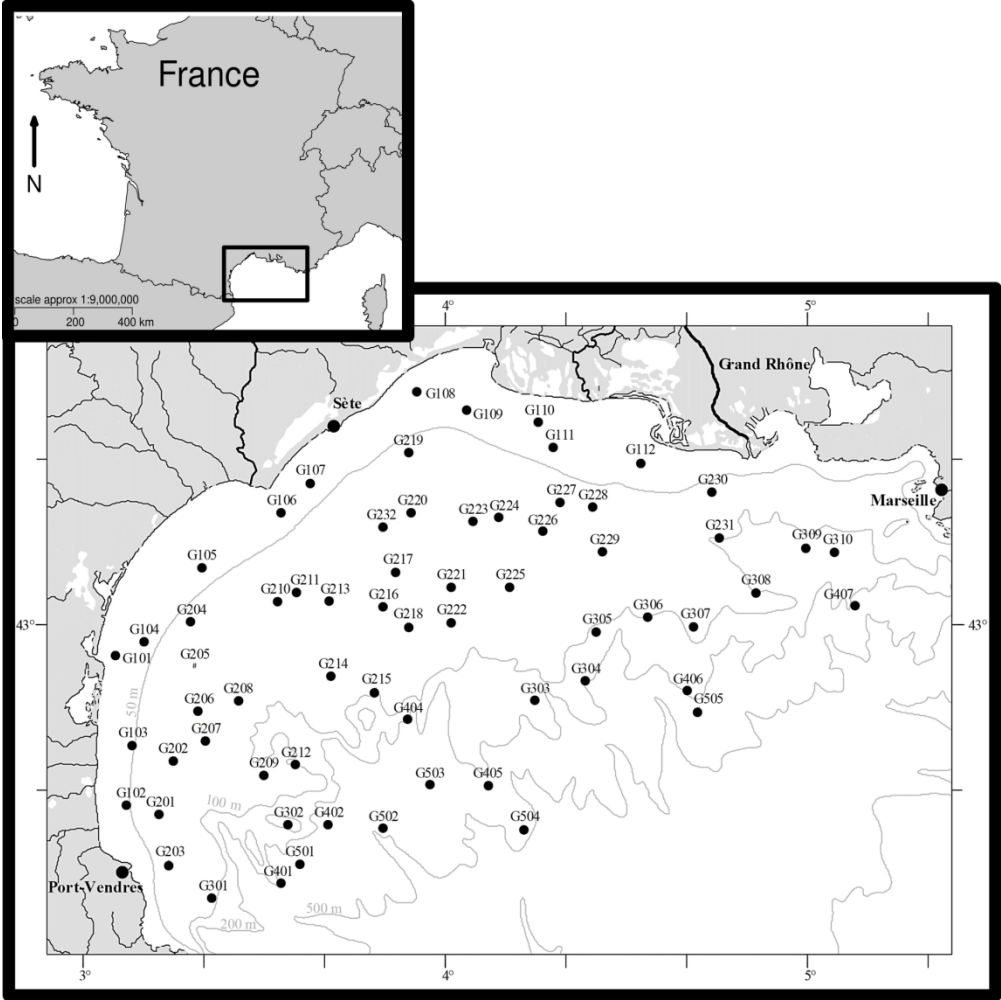 France
N
scale approx 1:9,000,000
0 200 400 km
4° 5°
Grand Rhône
G108
Sète
G109
G110
G219
G111
G112
G107
G230
G106
G220
G227
G228
Marseille
G232
G223
G224
G226
G231
G309
G310
G105
G229
G217
G210
G211
G213
G221
G225
G308
G407
G216
G204
G218
G222
G306
G307
43°
43°
G305
G104
G101
G205
#
G214
G215
G304
G406
G206
G208
G404
G303
G505
50 m
G103
G207
G202
G212
G209
G503
G405
G102
G201
100 m
G302
G402
G502
G504
G203
G501
G401
Port-Vendres
G301
500 m
200 m
3° 4° 5°